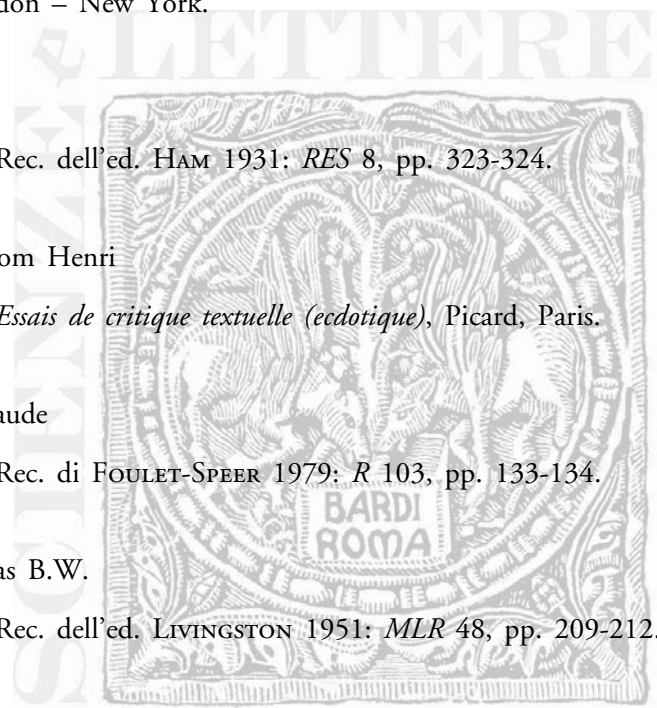 don – New York.
SCIENZE e LETTERE
Rec. dell'ed. Ham 1931: RES 8, pp. 323-324.
om Henri
Essais de critique textuelle (ecdotique), Picard, Paris.
aude
Rec. di Foulet-Speer 1979: R 103, pp. 133-134.
BARDI
ROMA
as B.W.
Rec. dell'ed. Livingston 1951: MLR 48, pp. 209-212.